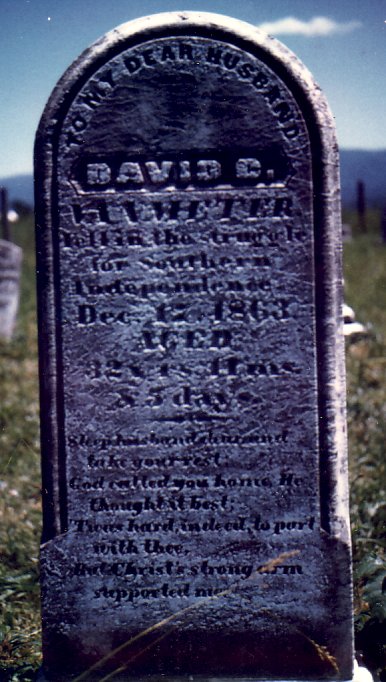 TO MY DEAR HUSBAND
DAVID C.
VANMETER
Fell in the struggle
for Southern
Independence
Dec. 17, 1863
AGED
32 yrs. 11 ms.
& 5 days.
Sleep husband dear and
take your rest,
God called you home, He
thought it best;
'Twas hard, indeed, to part
with thee,
But Christ's strong arm
supported me.